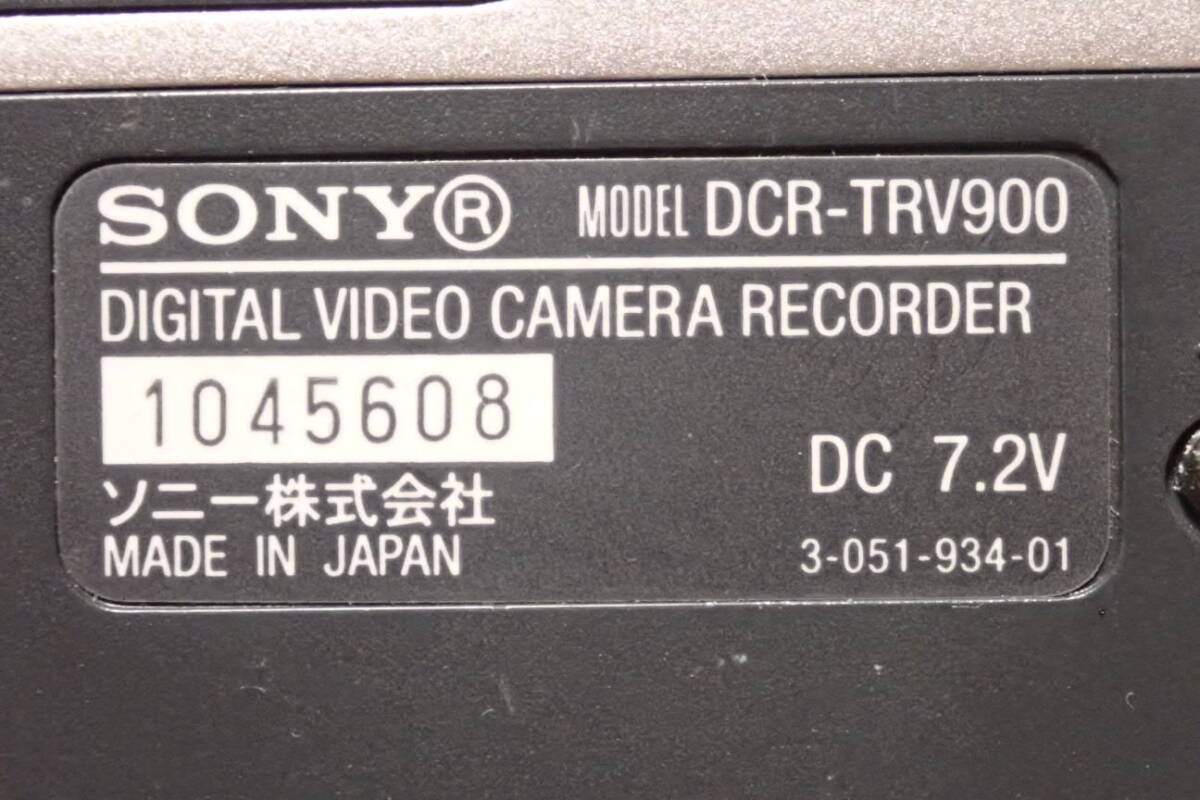 SONY® MODEL DCR-TRV900
DIGITAL VIDEO CAMERA RECORDER
1045608
DC 7.2V
ソニー株式会社
MADE IN JAPAN 3-051-934-01